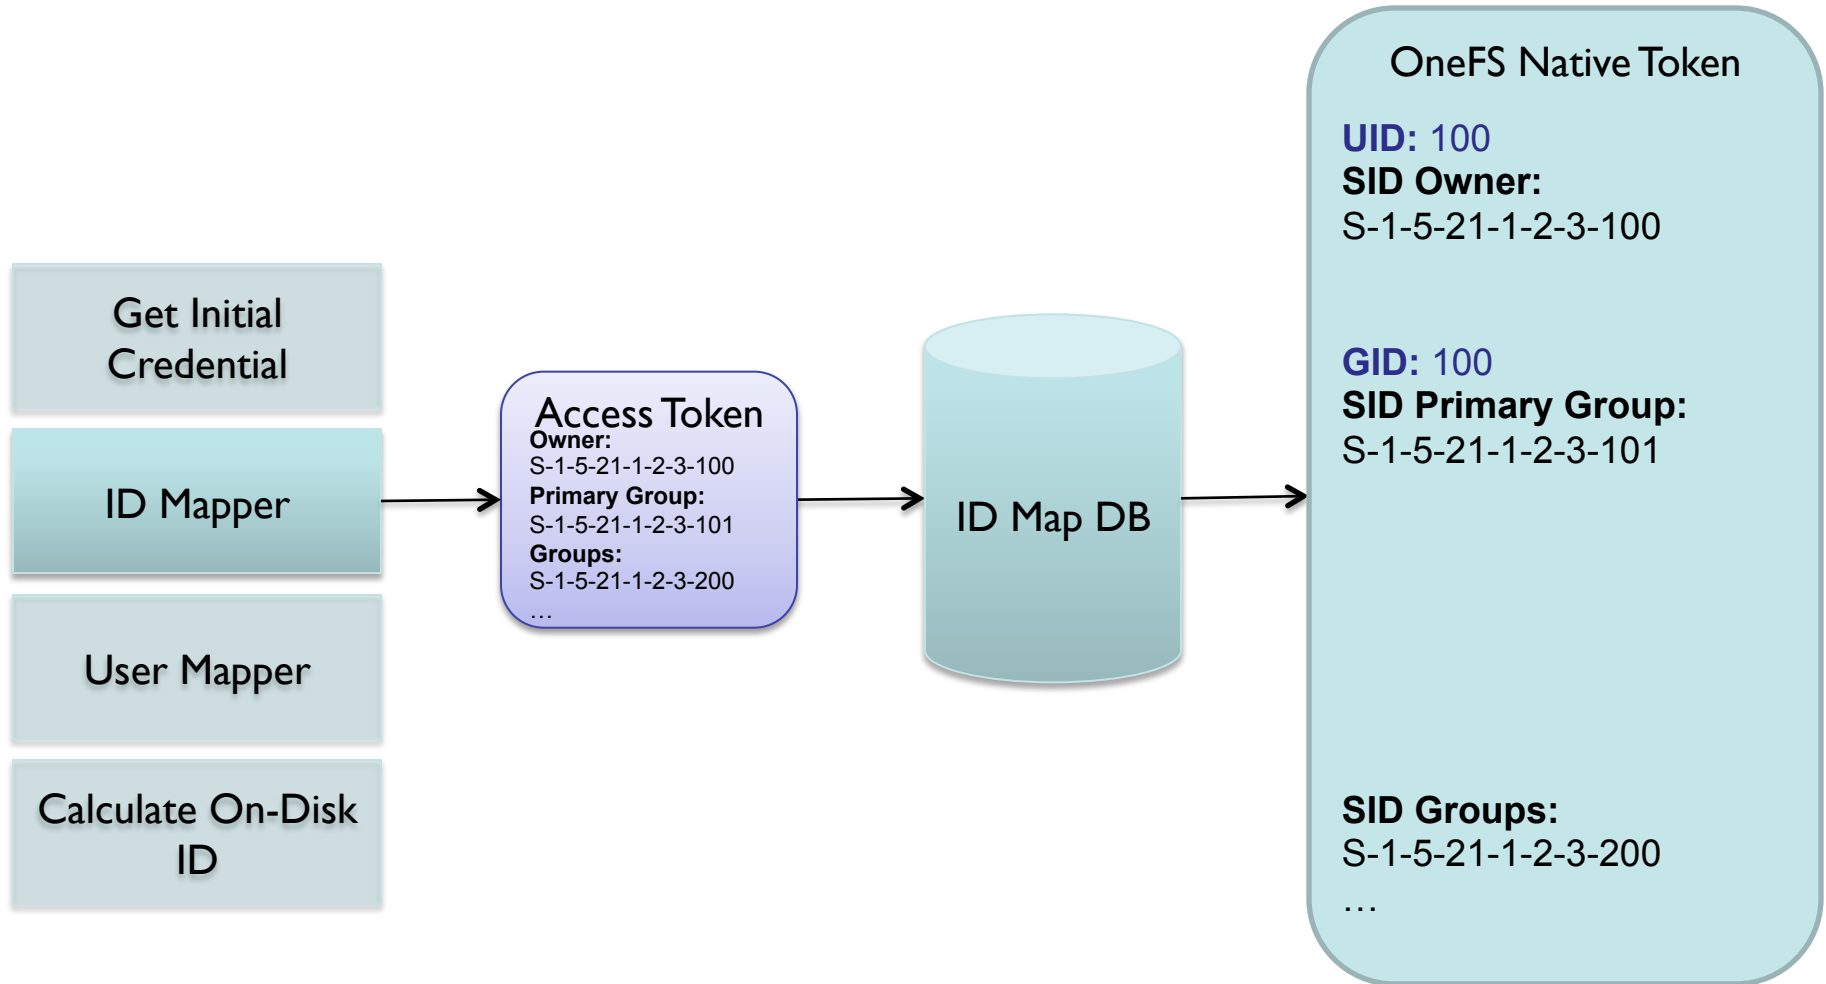 Get Initial
Credential
ID Mapper
User Mapper
Calculate On-Disk
ID
Access Token
Owner:
S-1-5-21-1-2-3-100
Primary Group:
S-1-5-21-1-2-3-101
Groups:
S-1-5-21-1-2-3-200
…
ID Map DB
OneFS Native Token
UID: 100
SID Owner:
S-1-5-21-1-2-3-100
GID: 100
SID Primary Group:
S-1-5-21-1-2-3-101
SID Groups:
S-1-5-21-1-2-3-200
…